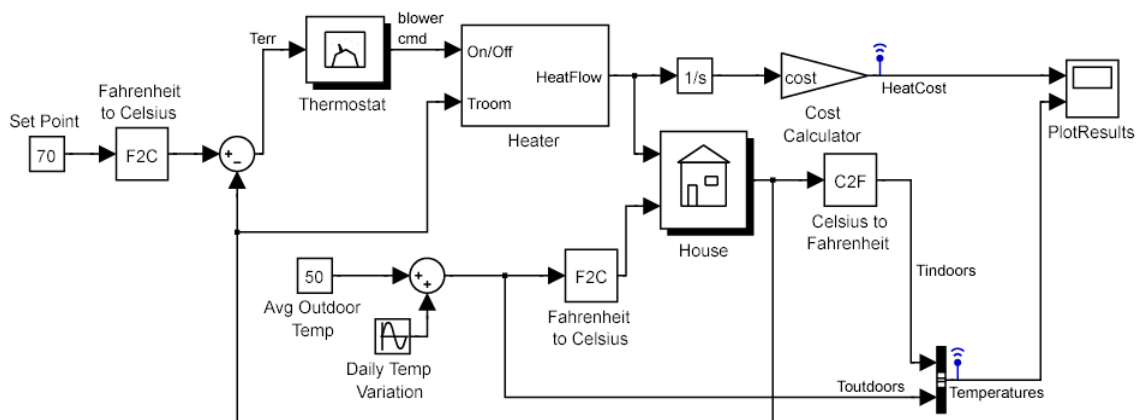 blower
cmd
Terr
On/Off
HeatFlow
1/s
cost
HeatCost
Troom
Thermostat
Fahrenheit
to Celsius
Set Point
70
F2C
+
−
Heater
Cost
Calculator
PlotResults
C2F
House
Celsius to
Fahrenheit
50
+
+
F2C
Tindoors
Avg Outdoor
Temp
Fahrenheit
to Celsius
Daily Temp
Variation
Toutdoors
Temperatures